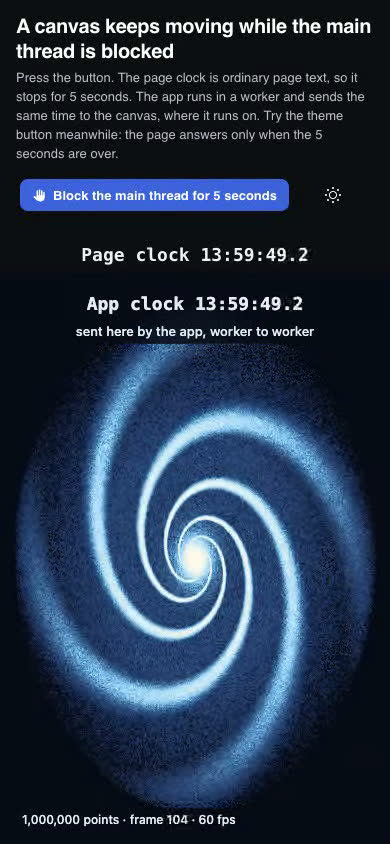 A canvas keeps moving while the main
thread is blocked
Press the button. The page clock is ordinary page text, so it
stops for 5 seconds. The app runs in a worker and sends the
same time to the canvas, where it runs on. Try the theme
button meanwhile: the page answers only when the 5
seconds are over.
Block the main thread for 5 seconds
Page clock 13:59:49.2
App clock 13:59:49.2
sent here by the app, worker to worker
1,000,000 points · frame 104 · 60 fps